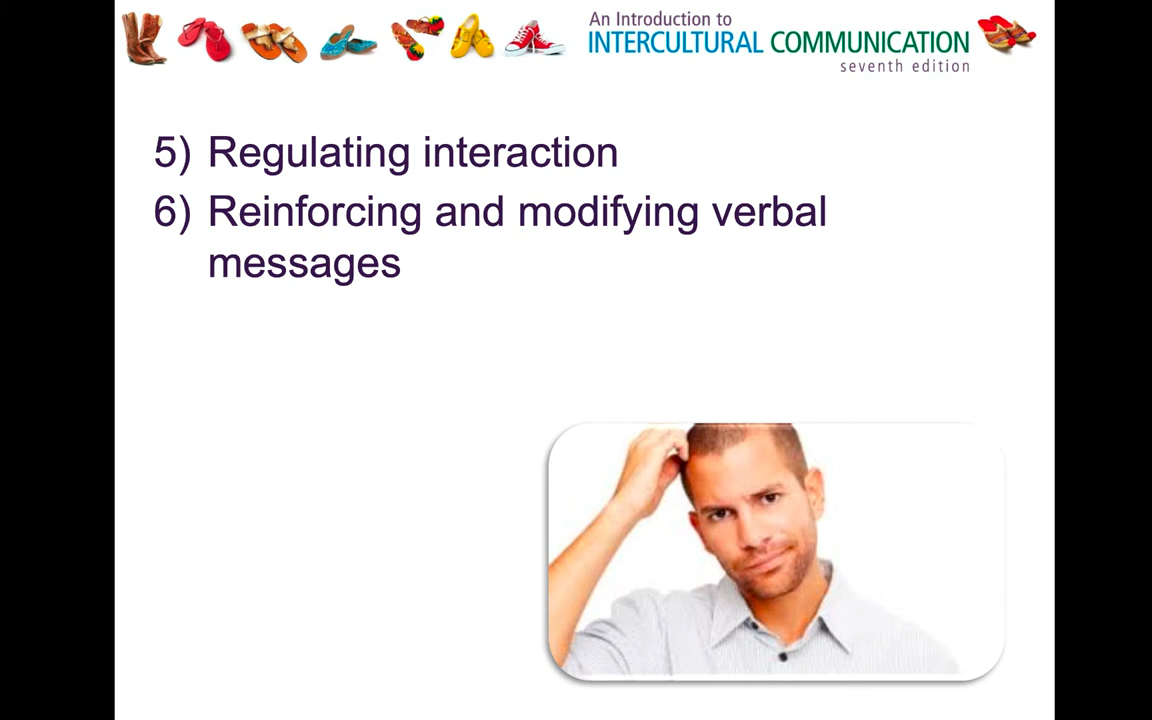 An Introduction to
INTERCULTURAL COMMUNICATION
seventh edition
5) Regulating interaction
6) Reinforcing and modifying verbal
messages